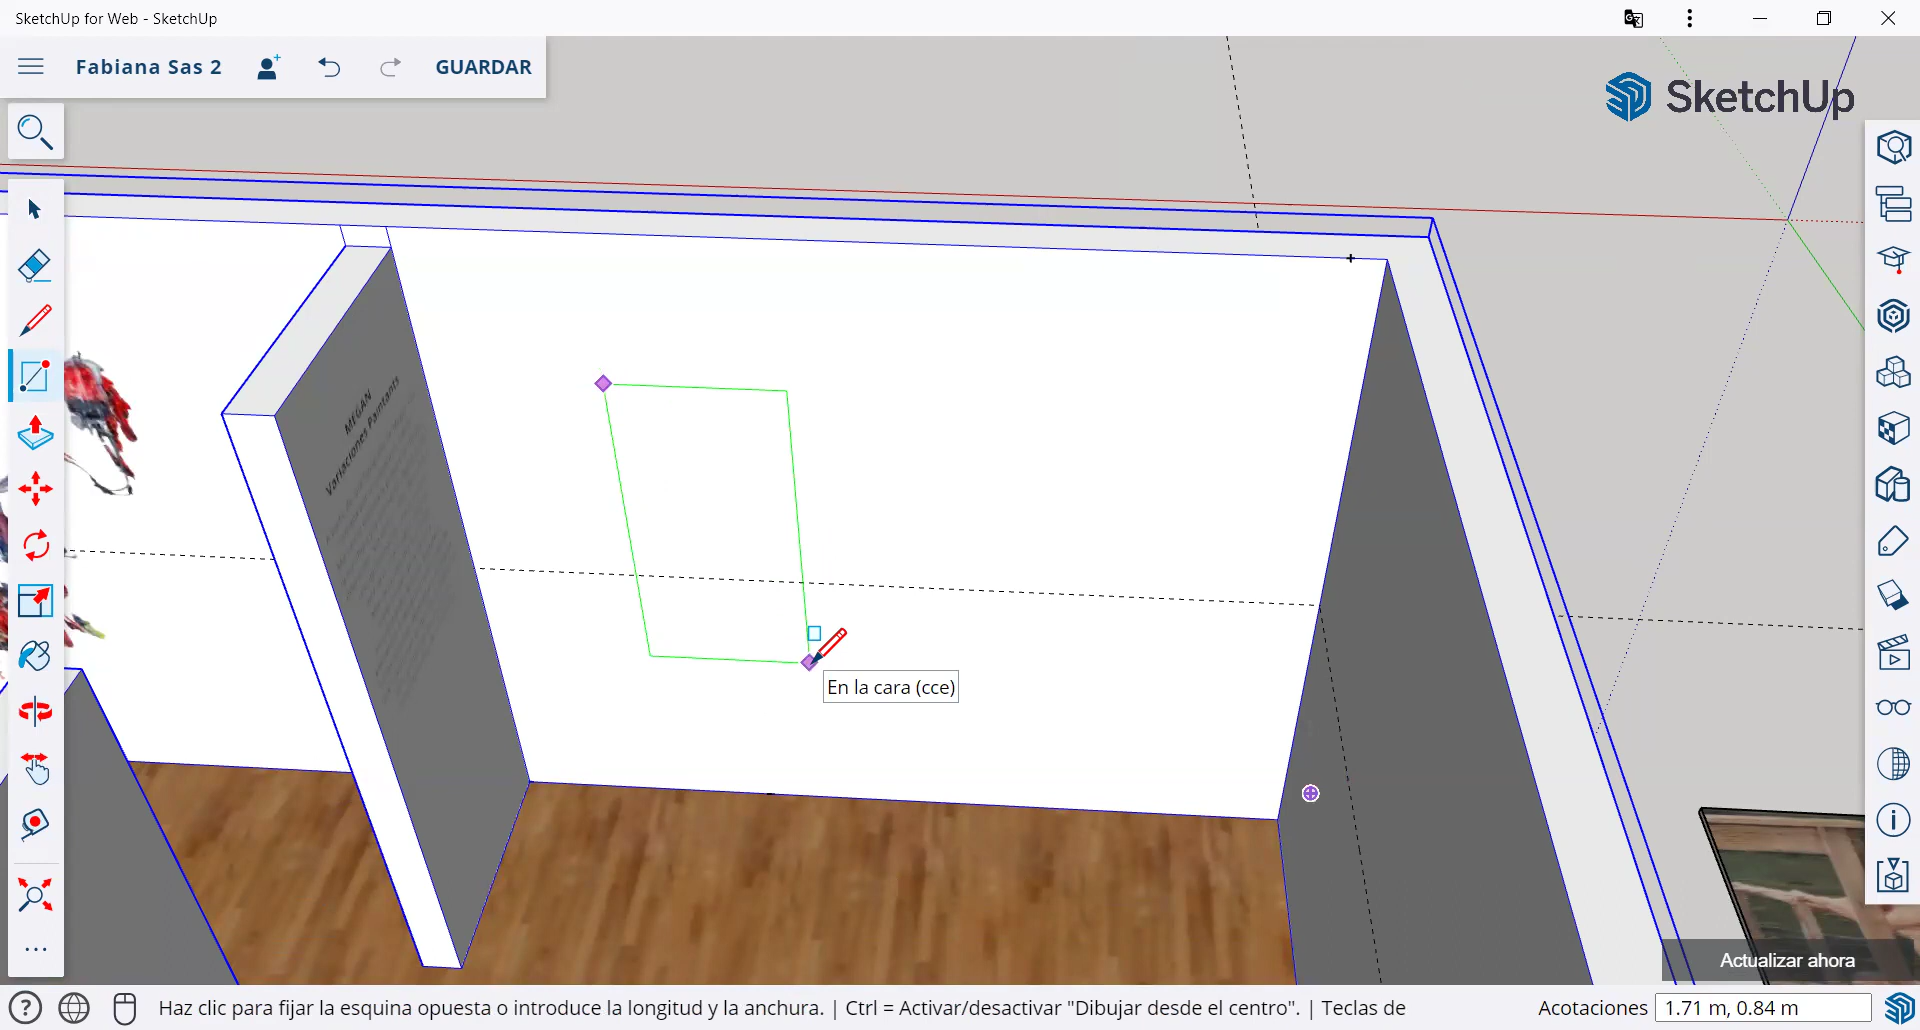 SketchUp for Web - SketchUp
Fabiana Sas 2
GUARDAR
SketchUp
MEGAN
Variaciones Paintants
En la cara (cce)
Actualizar ahora
Haz clic para fijar la esquina opuesta o introduce la longitud y la anchura. | Ctrl = Activar/desactivar "Dibujar desde el centro". | Teclas de
Acotaciones 1.71 m, 0.84 m